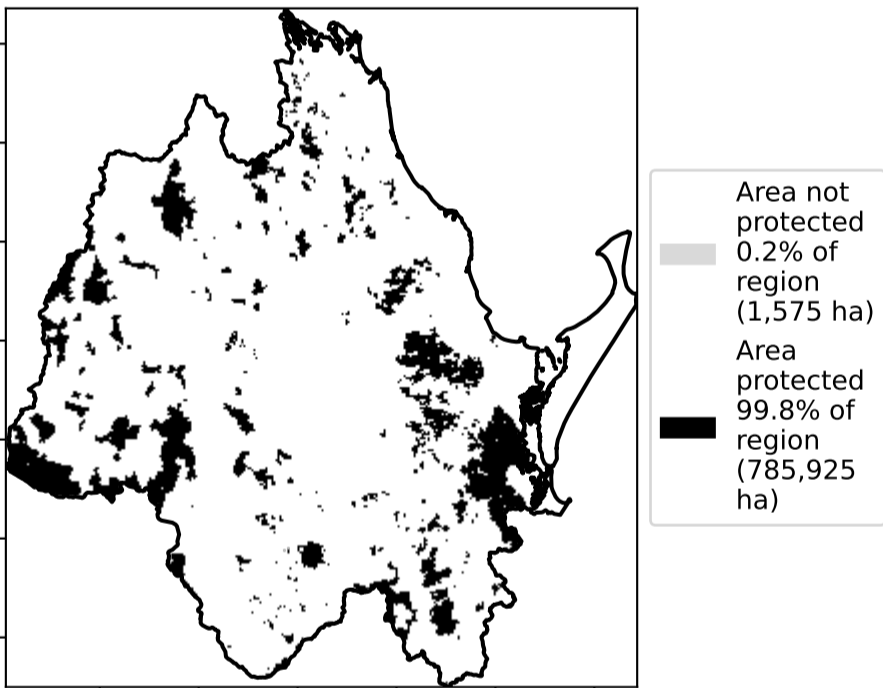 Area not
protected
0.2% of
region
(1,575 ha)
Area
protected
99.8% of
region
(785,925
ha)